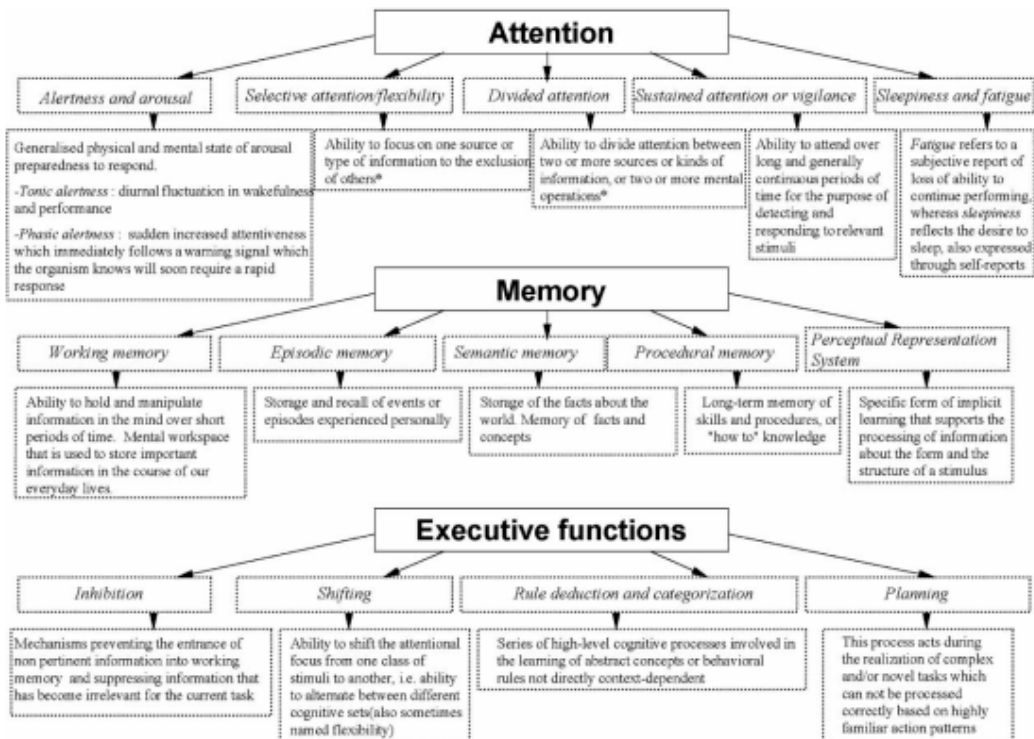 Attention
Alertness and arousal
Selective attention/flexibility
Divided attention
Sustained attention or vigilance
Sleepiness and fatigue
Generalised physical and mental state of arousal
preparedness to respond.
-Tonic alertness : diurnal fluctuation in wakefulness
and performance
-Phasic alertness : sudden increased attentiveness
which immediately follows a warning signal which
the organism knows will soon require a rapid
response
Ability to focus on one source or
type of information to the exclusion
of others*
Ability to divide attention between
two or more sources or kinds of
information, or two or more mental
operations*
Ability to attend over
long and generally
continuous periods of
time for the purpose of
detecting and
responding to relevant
stimuli
Fatigue refers to a
subjective report of
loss of ability to
continue performing,
whereas sleepiness
reflects the desire to
sleep, also expressed
through self-reports
Memory
Working memory
Episodic memory
Semantic memory
Procedural memory
Perceptual Representation
System
Ability to hold and manipulate
information in the mind over short
periods of time. Mental workspace
that is used to store important
information in the course of our
everyday lives.
Storage and recall of events or
episodes experienced personally
Storage of the facts about the
world. Memory of facts and
concepts
Long-term memory of
skills and procedures, or
"how to" knowledge
Specific form of implicit
learning that supports the
processing of information
about the form and the
structure of a stimulus
Executive functions
Inhibition
Shifting
Rule deduction and categorization
Planning
Mechanisms preventing the entrance of
non pertinent information into working
memory and suppressing information that
has become irrelevant for the current task
Ability to shift the attentional
focus from one class of
stimuli to another, i.e. ability
to alternate between different
cognitive sets(also sometimes
named flexibility)
Series of high-level cognitive processes involved in
the learning of abstract concepts or behavioral
rules not directly context-dependent
This process acts during
the realization of complex
and/or novel tasks which
can not be processed
correctly based on highly
familiar action patterns